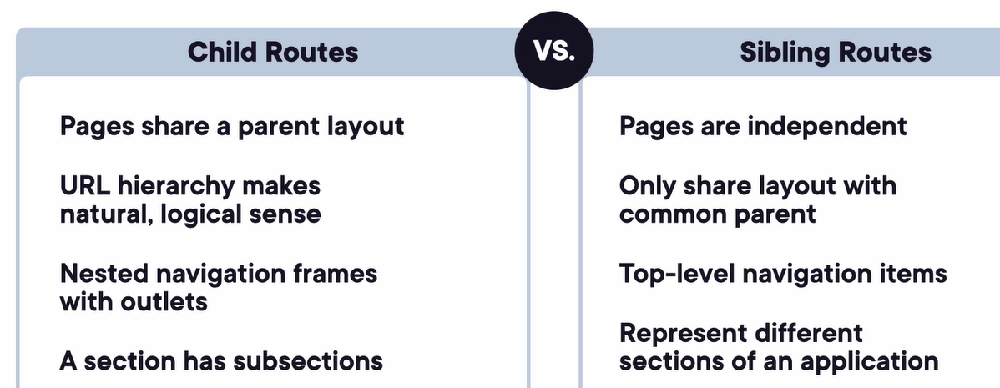 Child Routes
VS.
Sibling Routes
Pages share a parent layout
URL hierarchy makes
natural, logical sense
Nested navigation frames
with outlets
A section has subsections
Pages are independent
Only share layout with
common parent
Top-level navigation items
Represent different
sections of an application